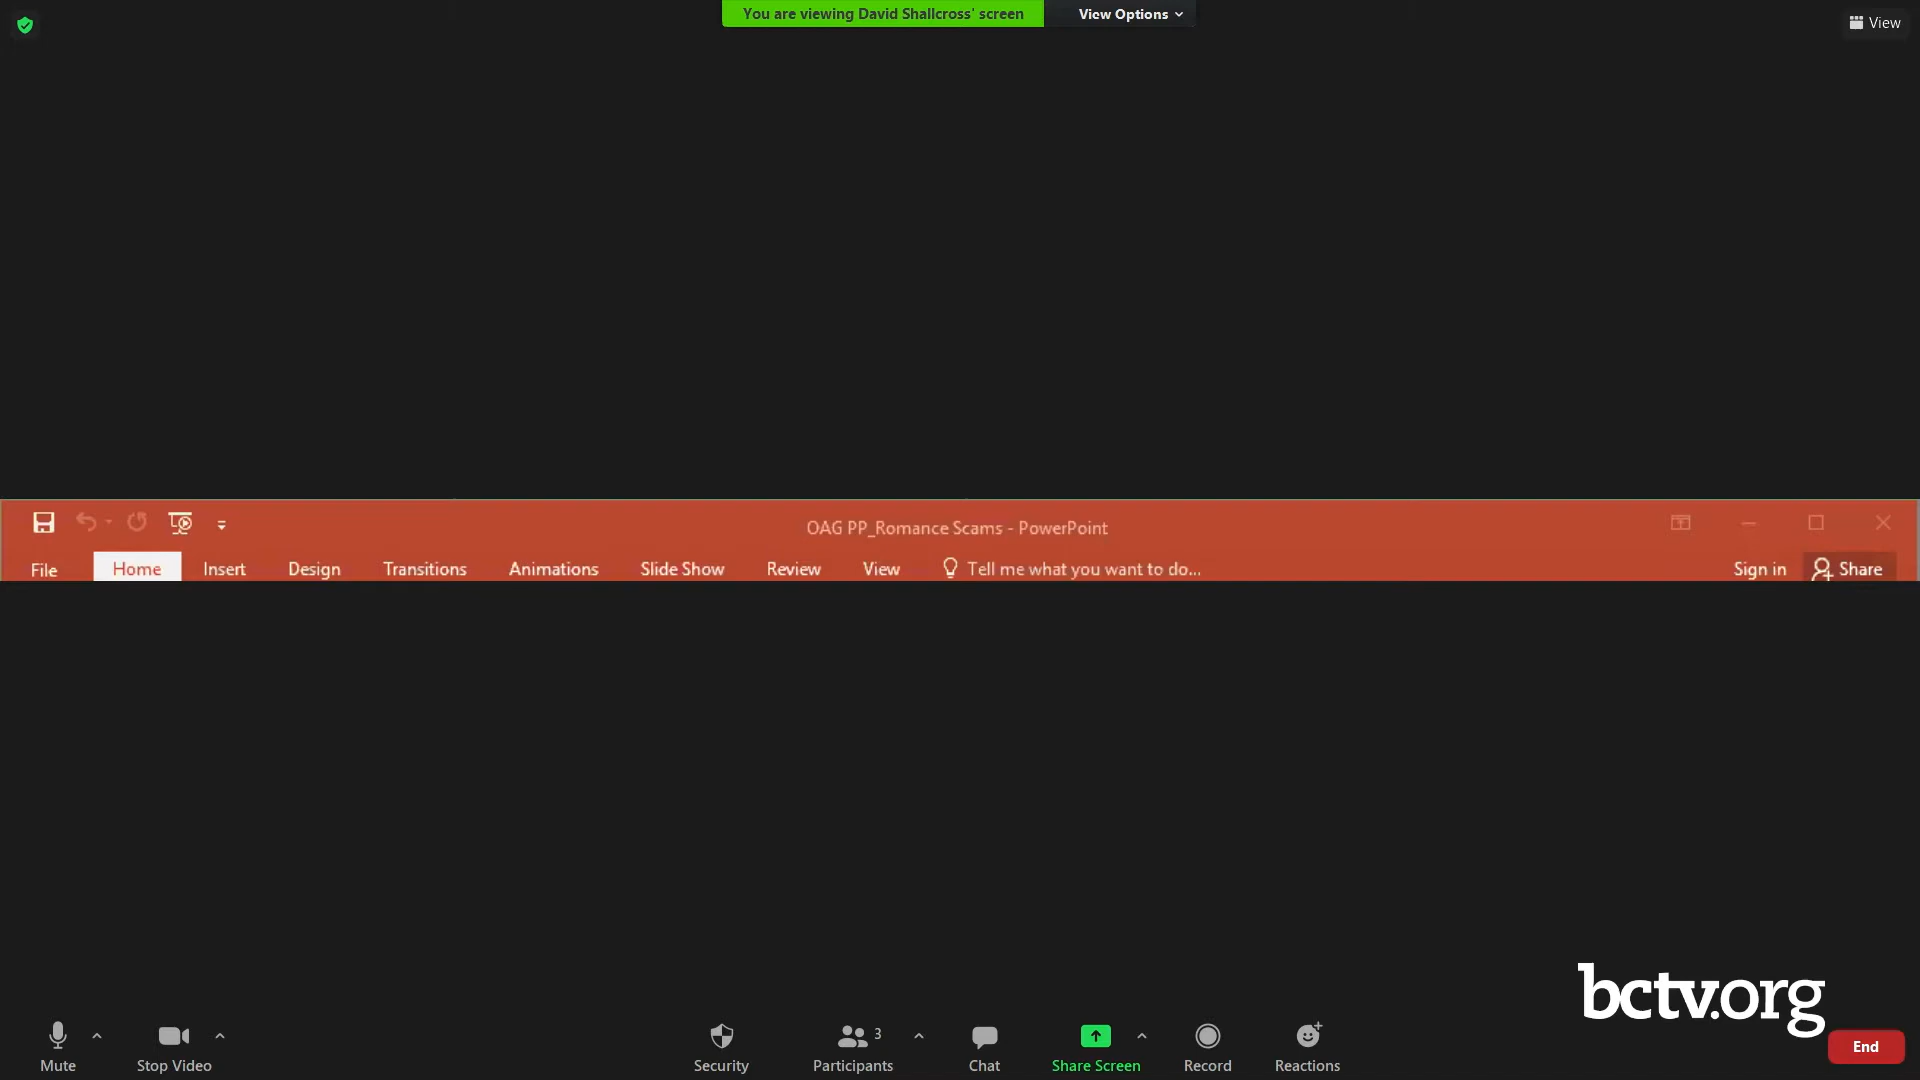 You are viewing David Shallcross' screen
View Options
View
OAG PP_Romance Scams - PowerPoint
File Home Insert Design Transitions Animations Slide Show Review View Tell me what you want to do... Sign in Share
bctv.org
Mute Stop Video Security Participants 3 Chat Share Screen Record Reactions End